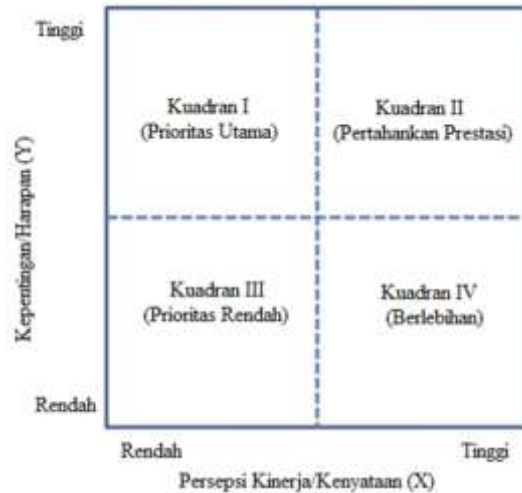 Tinggi
Kuadran I
(Prioritas Utama)
Kuadran II
(Pertahankan Prestasi)
Kepentingan/Harapan (Y)
Kuadran III
(Prioritas Rendah)
Kuadran IV
(Berlebihan)
Rendah
Rendah
Tinggi
Persepsi Kinerja/Kenyataan (X)